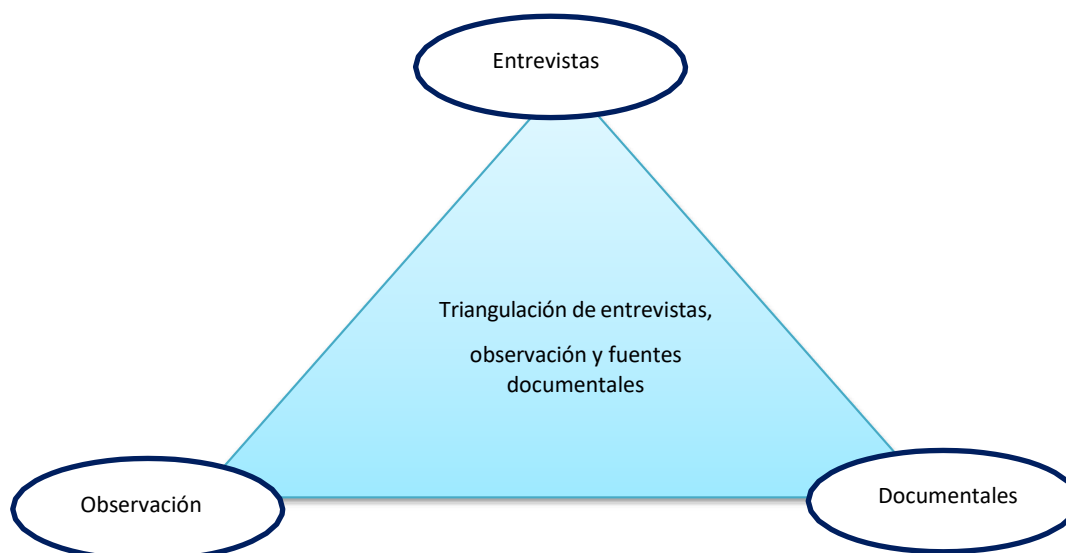 Entrevistas
Triangulación de entrevistas,
observación y fuentes
documentales
Observación
Documentales